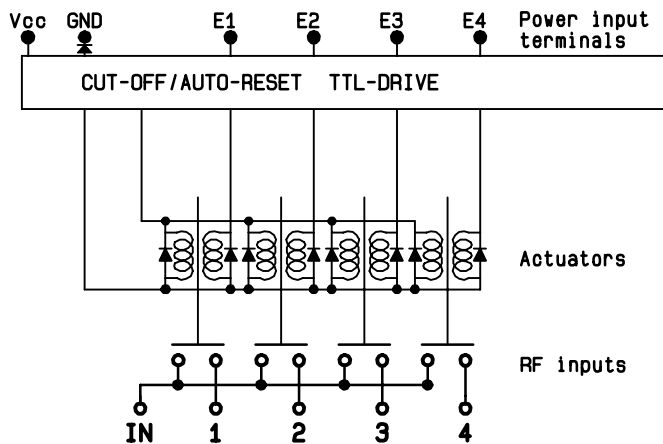 Vcc GND E1 E2 E3 E4 Power input
terminals
CUT-OFF/AUTO-RESET TTL-DRIVE
Actuators
RF inputs
IN 1 2 3 4